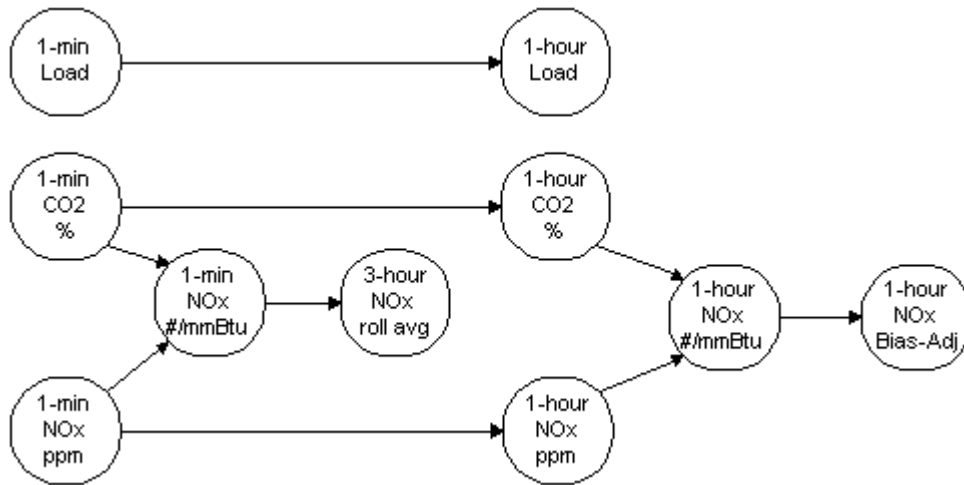 1-min
Load
1-hour
Load
1-min
CO2
%
1-hour
CO2
%
1-min
NOx
#/mmBtu
3-hour
NOx
roll avg
1-hour
NOx
#/mmBtu
1-hour
NOx
Bias-Adj
1-min
NOx
ppm
1-hour
NOx
ppm